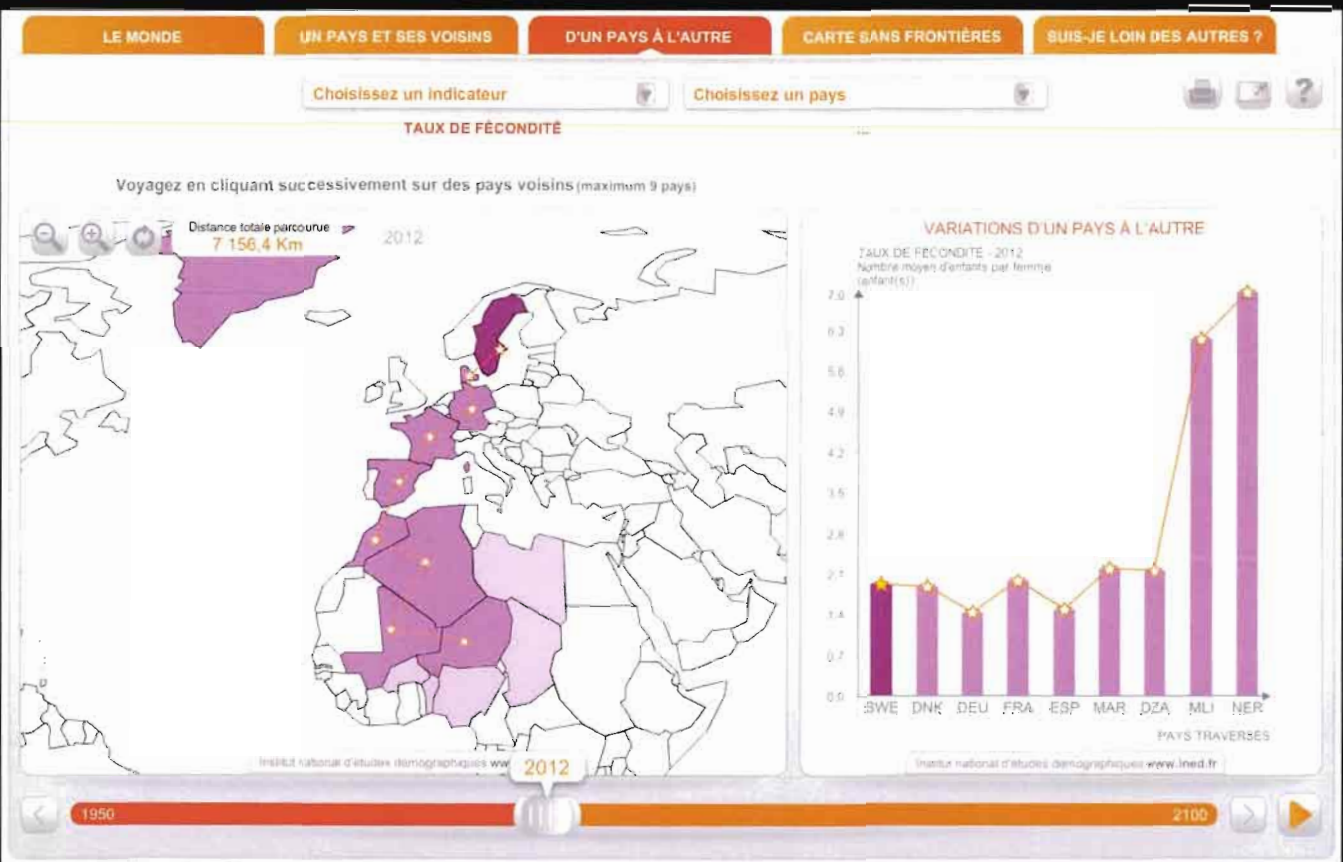 LE MONDE
UN PAYS ET SES VOISINS
D'UN PAYS À L'AUTRE
CARTE SANS FRONTIÈRES
SUIS-JE LOIN DES AUTRES ?
Choisissez un indicateur
Choisissez un pays
?
TAUX DE FÉCONDITÉ
...
Voyagez en cliquant successivement sur des pays voisins (maximum 9 pays)
Distance totale parcourue
7 156,4 Km
2012
VARIATIONS D'UN PAYS À L'AUTRE
TAUX DE FÉCONDITÉ - 2012
Nombre moyen d'enfants par femme
(enfant(s))
7.0
6.3
5.6
4.9
4.2
3.5
2.8
2.1
1.4
0.7
0.0
SWE DNK DEU FRA ESP MAR DZA MLI NER
PAYS TRAVERSÉS
Institut national d'études démographiques ww
Institut national d'études démographiques www.ined.fr
2012
1950
2100